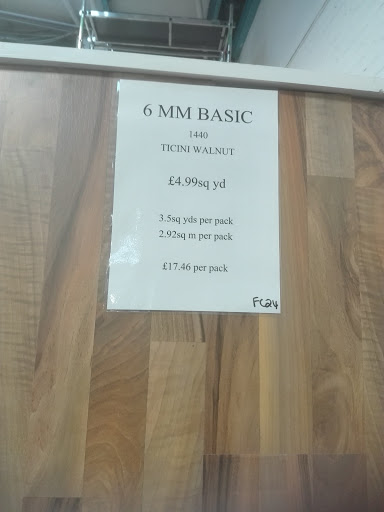 6 MM BASIC
1440
TICINI WALNUT
£4.99sq yd
3.5sq yds per pack
2.92sq m per pack
£17.46 per pack
FC24